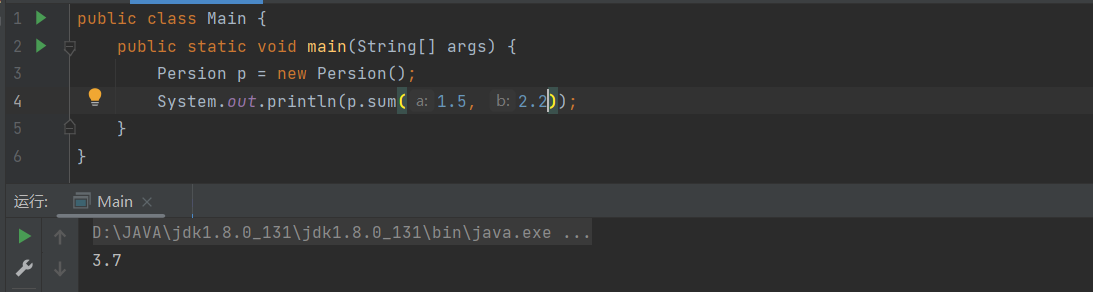 1 public class Main {
2 public static void main(String[] args) {
3 Persion p = new Persion();
4 System.out.println(p.sum( a: 1.5, b: 2.2));
5 }
6 }
运行: Main ×
D:\JAVA\jdk1.8.0_131\jdk1.8.0_131\bin\java.exe ...
3.7